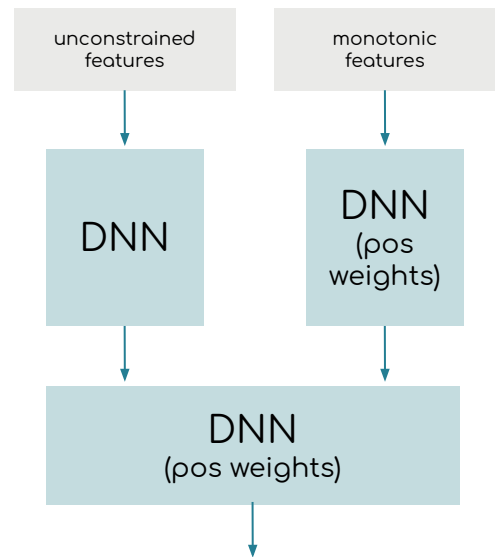 unconstrained
features
monotonic
features
DNN
DNN
(pos
weights)
DNN
(pos weights)